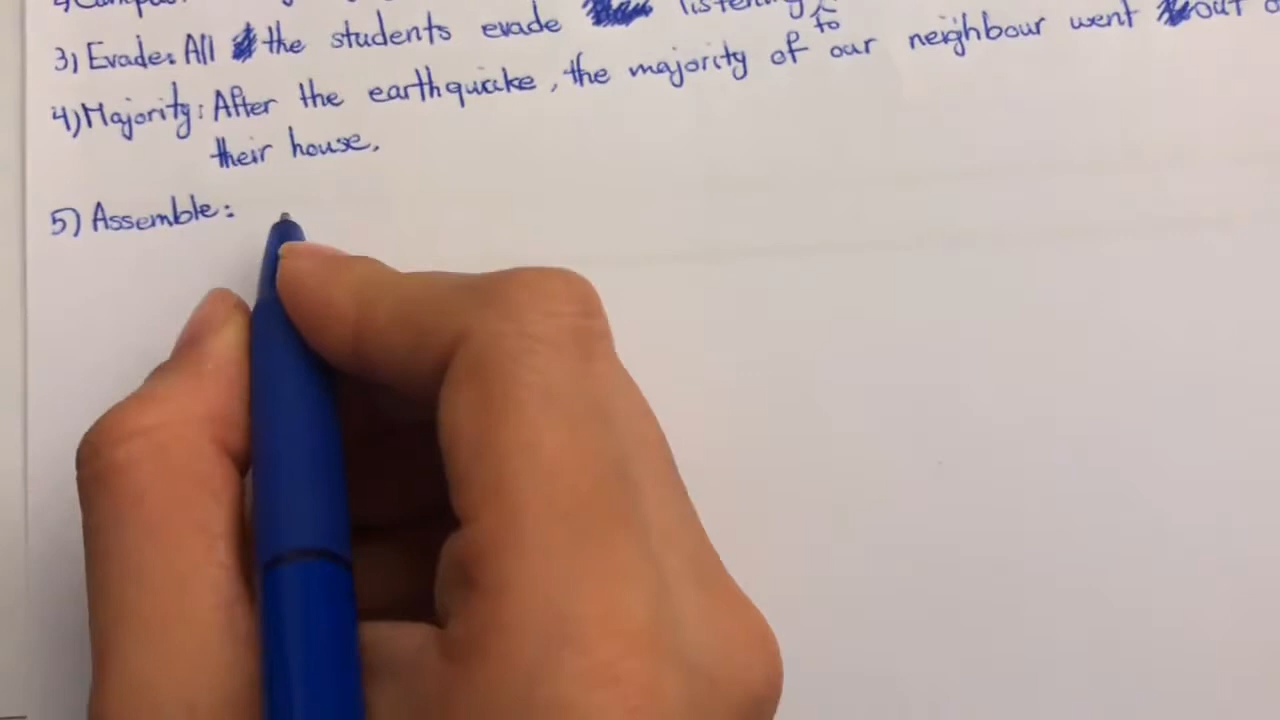 3) Evade: All the students evade listening
to
4) Majority: After the earthquake, the majority of our neighbour went out
their house.
5) Assemble: